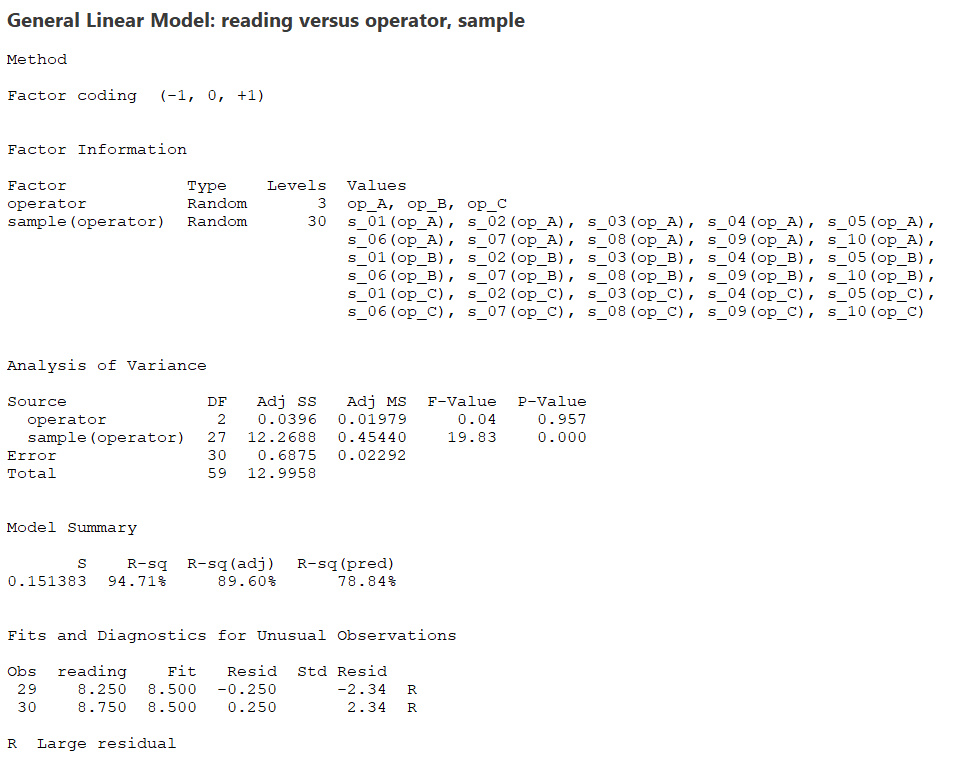 General Linear Model: reading versus operator, sample
Method
Factor coding (-1, 0, +1)
Factor Information
Factor Type Levels Values
operator Random 3 op_A, op_B, op_C
sample(operator) Random 30 s_01(op_A), s_02(op_A), s_03(op_A), s_04(op_A), s_05(op_A),
s_06(op_A), s_07(op_A), s_08(op_A), s_09(op_A), s_10(op_A),
s_01(op_B), s_02(op_B), s_03(op_B), s_04(op_B), s_05(op_B),
s_06(op_B), s_07(op_B), s_08(op_B), s_09(op_B), s_10(op_B),
s_01(op_C), s_02(op_C), s_03(op_C), s_04(op_C), s_05(op_C),
s_06(op_C), s_07(op_C), s_08(op_C), s_09(op_C), s_10(op_C)
Analysis of Variance
Source DF Adj SS Adj MS F-Value P-Value
operator 2 0.0396 0.01979 0.04 0.957
sample(operator) 27 12.2688 0.45440 19.83 0.000
Error 30 0.6875 0.02292
Total 59 12.9958
Model Summary
S R-sq R-sq(adj) R-sq(pred)
0.151383 94.71% 89.60% 78.84%
Fits and Diagnostics for Unusual Observations
Obs reading Fit Resid Std Resid
29 8.250 8.500 -0.250 -2.34 R
30 8.750 8.500 0.250 2.34 R
R Large residual